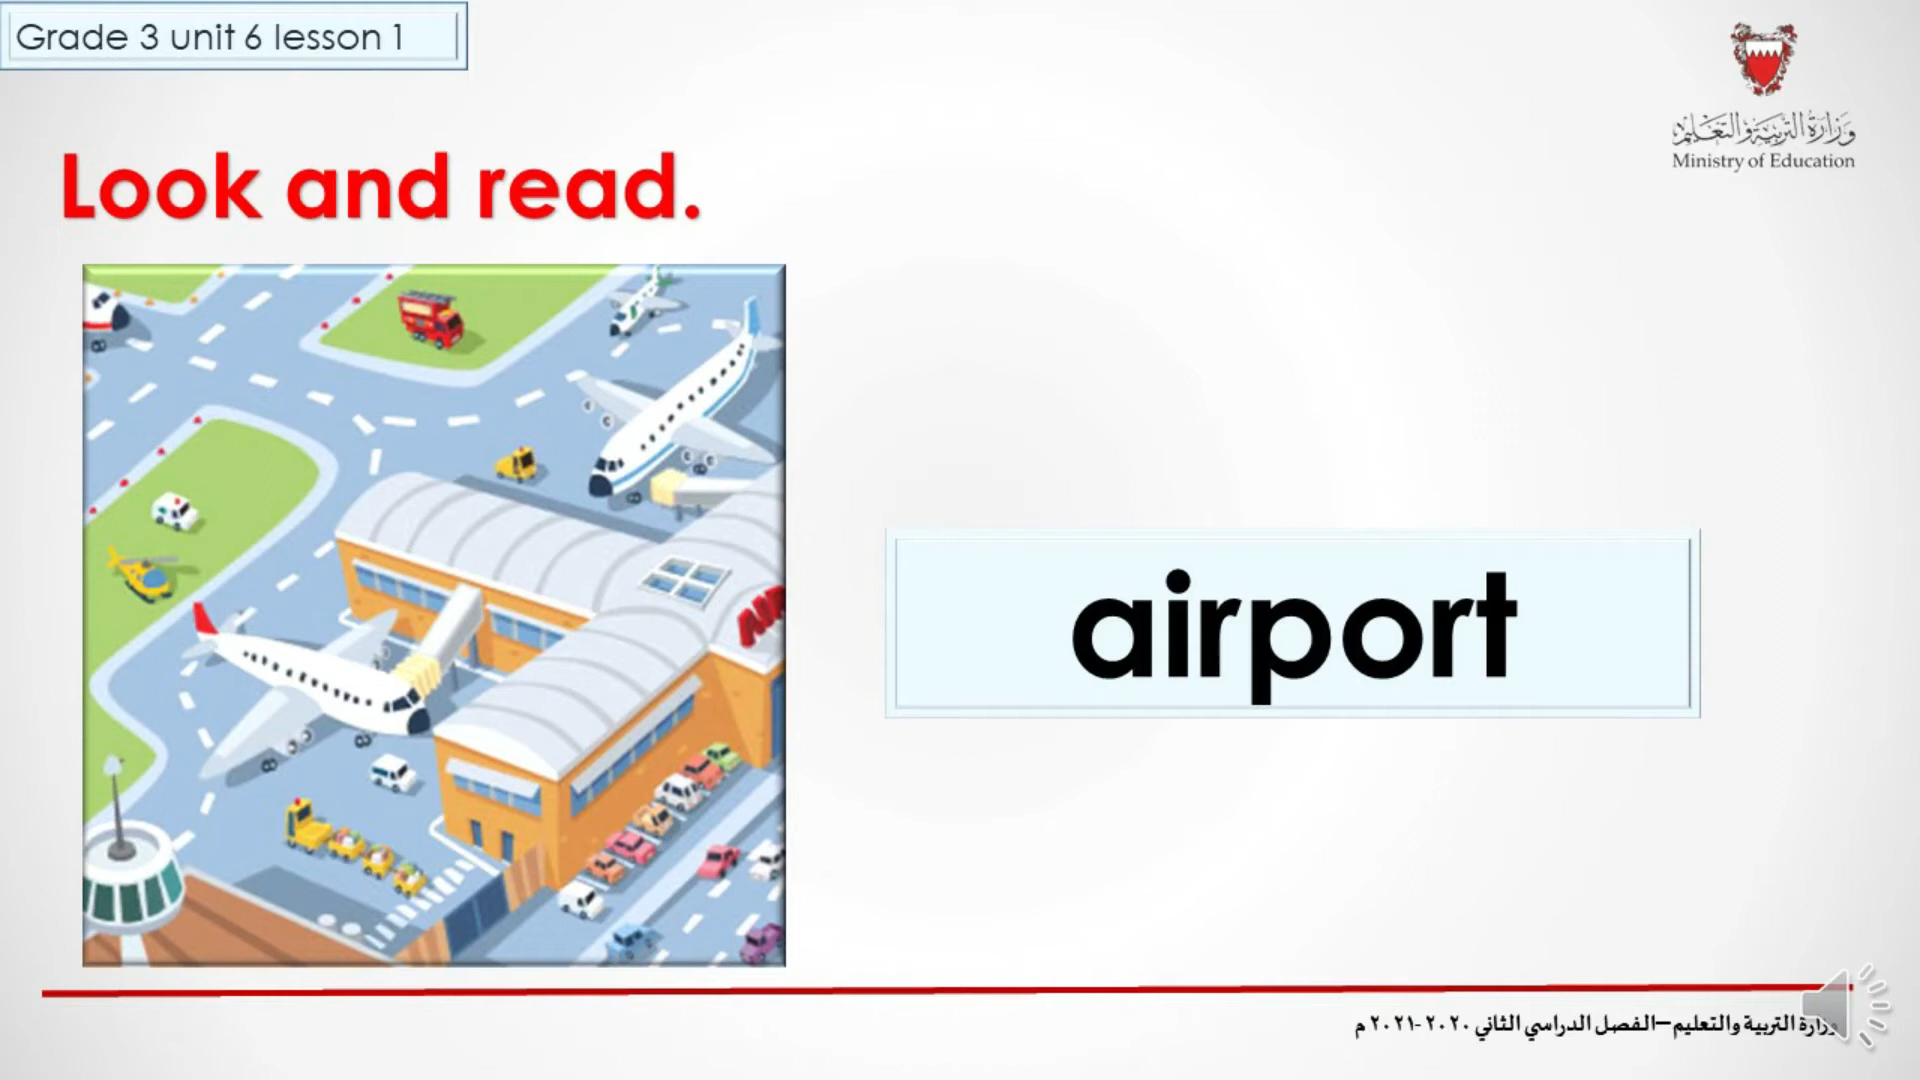 Grade 3 unit 6 lesson 1
وزارة التربية والتعليم
Ministry of Education
Look and read.
airport
وزارة التربية والتعليم–الفصل الدراسي الثاني ٢٠٢٠-٢٠٢١ م